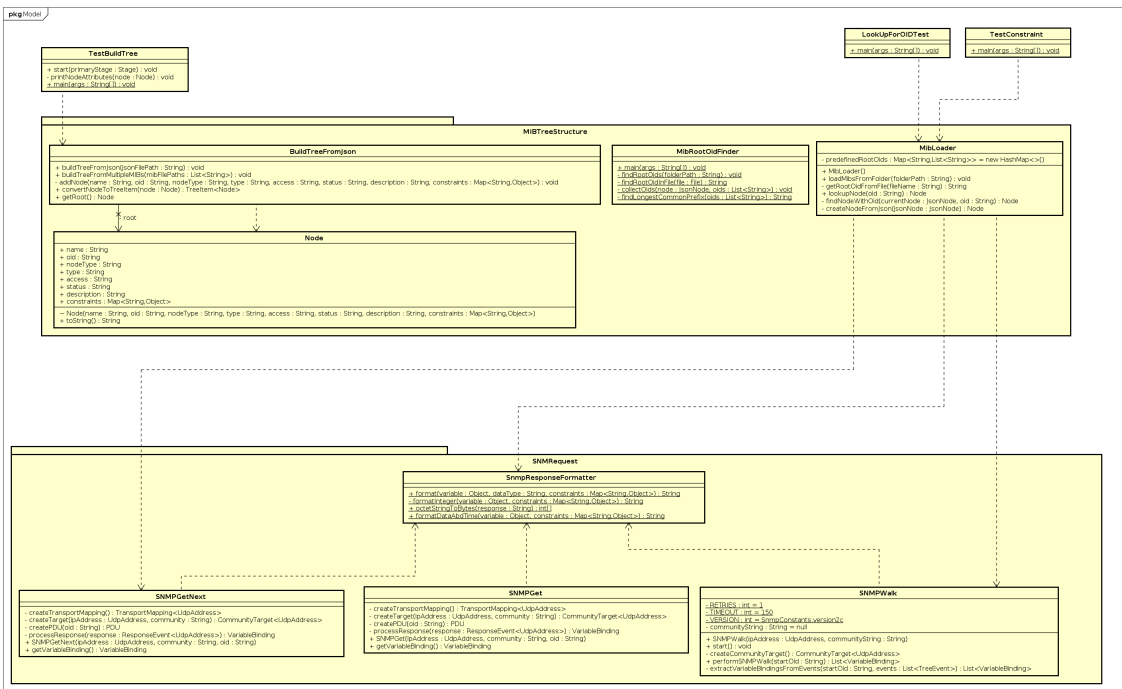 pkg Model
TestBuildTree
+ start(primaryStage : Stage) : void
- printNodeAttributes(node : Node) : void
+ main(args : String[]) : void
LookUpForOIDTest
+ main(args : String[]) : void
TestConstraint
+ main(args : String[]) : void
MIBTreeStructure
BuildTreeFromJson
+ buildTreeFromJson(jsonFilePath : String) : void
+ buildTreeFromMultipleMIBs(mibFilePaths : List<String>) : void
- addNode(name : String, oid : String, nodeType : String, type : String, access : String, status : String, description : String, constraints : Map<String,Object>) : void
+ convertNodeToTreeItem(node : Node) : TreeItem<Node>
+ getRoot() : Node
- root
MibRootOidFinder
+ main(args : String[]) : void
- findRootOids(folderPath : String) : void
- findRootOidInFile(file : File) : String
- collectOids(node : JsonNode, oids : List<String>) : void
- findLongestCommonPrefix(oids : List<String>) : String
MibLoader
- predefinedRootOids : Map<String,List<String>> = new HashMap<>()
+ MibLoader()
+ loadMibsFromFolder(folderPath : String) : void
- getRootOidFromFile(fileName : String) : String
+ lookupNode(oid : String) : Node
- findNodeWithOid(currentNode : JsonNode, oid : String) : Node
- createNodeFromJson(jsonNode : JsonNode) : Node
Node
+ name : String
+ oid : String
+ nodeType : String
+ type : String
+ access : String
+ status : String
+ description : String
+ constraints : Map<String,Object>
~ Node(name : String, oid : String, nodeType : String, type : String, access : String, status : String, description : String, constraints : Map<String,Object>)
+ toString() : String
SNMRequest
SnmpResponseFormatter
+ format(variable : Object, dataType : String, constraints : Map<String,Object>) : String
- formatInteger(variable : Object, constraints : Map<String,Object>) : String
+ octetStringToBytes(response : String) : int[]
+ formatDataAbdTime(variable : Object, constraints : Map<String,Object>) : String
SNMPGetNext
- createTransportMapping() : TransportMapping<UdpAddress>
- createTarget(ipAddress : UdpAddress, community : String) : CommunityTarget<UdpAddress>
- createPDU(oid : String) : PDU
- processResponse(response : ResponseEvent<UdpAddress>) : VariableBinding
+ SNMPGetNext(ipAddress : UdpAddress, community : String, oid : String)
+ getVariableBinding() : VariableBinding
SNMPGet
- createTransportMapping() : TransportMapping<UdpAddress>
- createTarget(ipAddress : UdpAddress, community : String) : CommunityTarget<UdpAddress>
- createPDU(oid : String) : PDU
- processResponse(response : ResponseEvent<UdpAddress>) : VariableBinding
+ SNMPGet(ipAddress : UdpAddress, community : String, oid : String)
+ getVariableBinding() : VariableBinding
SNMPWalk
- RETRIES : int = 1
- TIMEOUT : int = 150
- VERSION : int = SnmpConstants.version2c
- communityString : String = null
+ SNMPWalk(ipAddress : UdpAddress, communityString : String)
+ start() : void
- createCommunityTarget() : CommunityTarget<UdpAddress>
+ performSNMPWalk(startOid : String) : List<VariableBinding>
- extractVariableBindingsFromEvents(startOid : String, events : List<TreeEvent>) : List<VariableBinding>